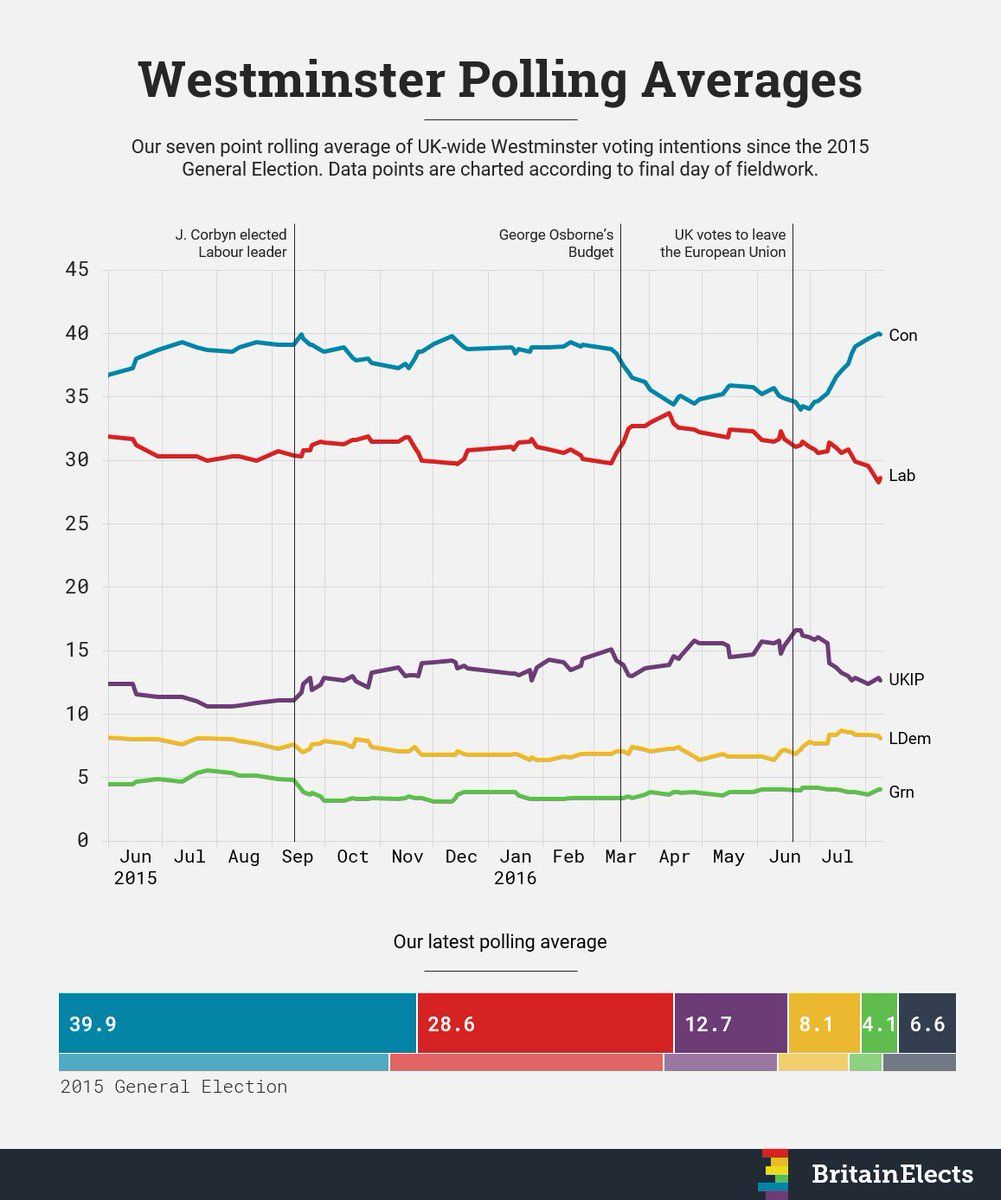 Westminster Polling Averages
Our seven point rolling average of UK-wide Westminster voting intentions since the 2015
General Election. Data points are charted according to final day of fieldwork.
J. Corbyn elected
Labour leader
George Osborne's
Budget
UK votes to leave
the European Union
45
40
35
30
25
20
15
10
5
0
Con
Lab
UKIP
LDem
Grn
Jun Jul Aug Sep Oct Nov Dec Jan Feb Mar Apr May Jun Jul
2015 2016
Our latest polling average
39.9 28.6 12.7 8.1 4.1 6.6
2015 General Election
BritainElects